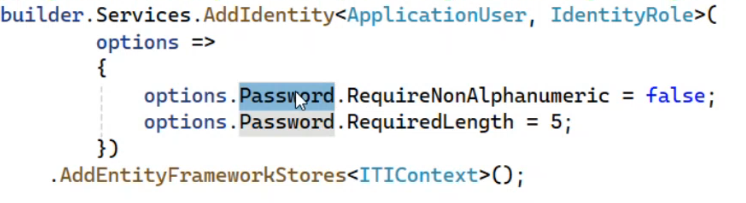 builder.Services.AddIdentity<ApplicationUser, IdentityRole>(
options =>
{
options.Password.RequireNonAlphanumeric = false;
options.Password.RequiredLength = 5;
})
.AddEntityFrameworkStores<ITIContext>();